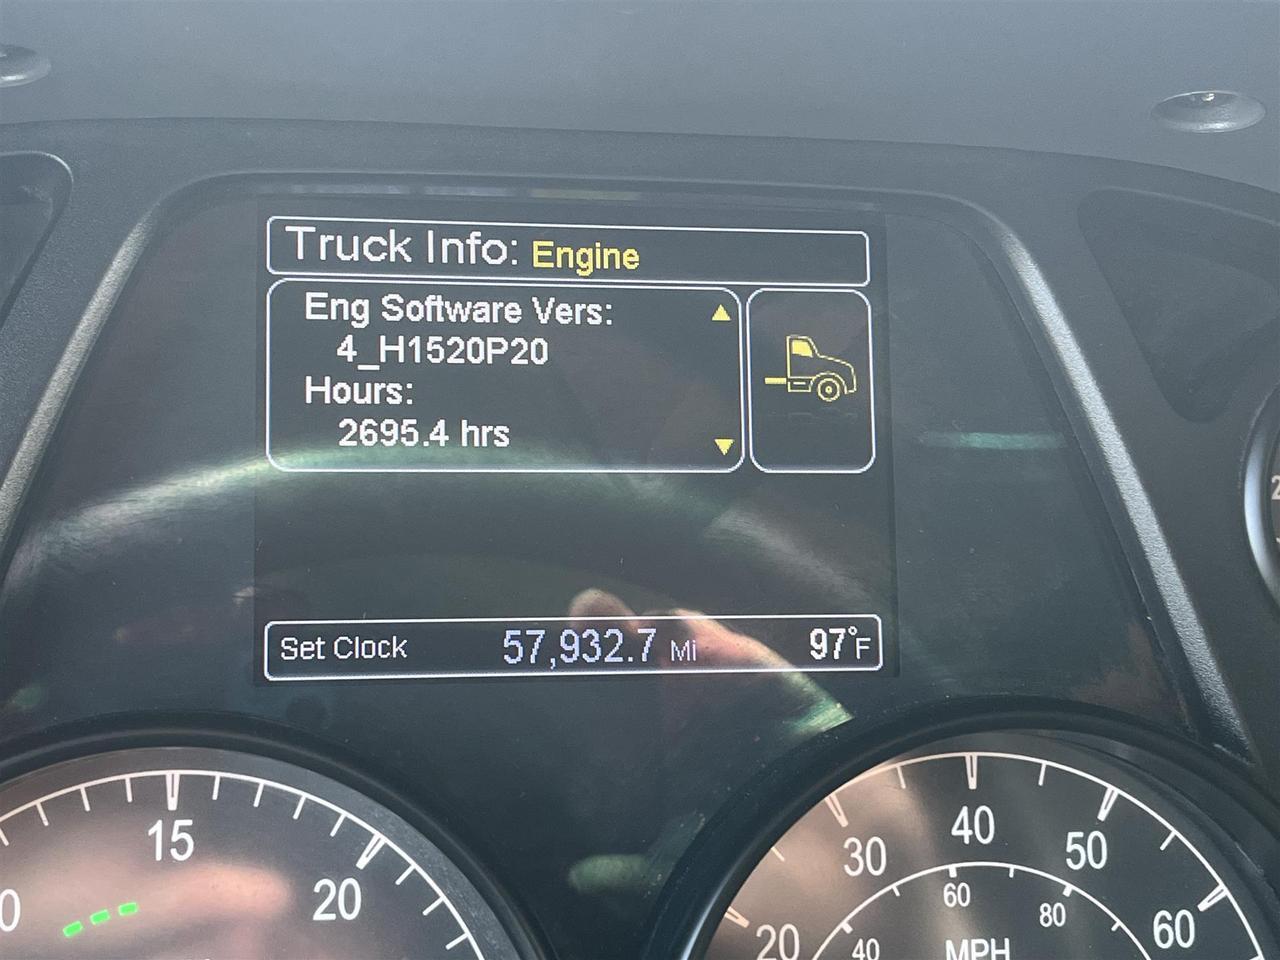 Truck Info: Engine
Eng Software Vers:
4_H1520P20
Hours:
2695.4 hrs
Set Clock 57,932.7 Mi 97°F
15
20
20
30
40
50
60
40
60
80
MPH